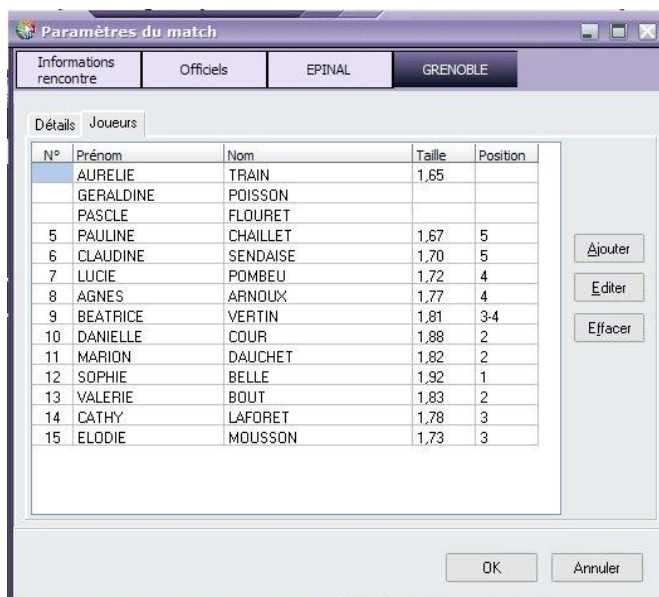 Paramètres du match
Informations rencontre Officiels EPINAL GRENOBLE
Détails Joueurs
N° Prénom Nom Taille Position
AURELIE TRAIN 1,65
GERALDINE POISSON
PASCLE FLOURET
5 PAULINE CHAILLET 1,67 5
6 CLAUDINE SENDAISE 1,70 5
7 LUCIE POMBEU 1,72 4
8 AGNES ARNOUX 1,77 4
9 BEATRICE VERTIN 1,81 3-4
10 DANIELLE COUR 1,88 2
11 MARION DAUCHET 1,82 2
12 SOPHIE BELLE 1,92 1
13 VALERIE BOUT 1,83 2
14 CATHY LAFORET 1,78 3
15 ELODIE MOUSSON 1,73 3
Ajouter
Editer
Effacer
OK Annuler